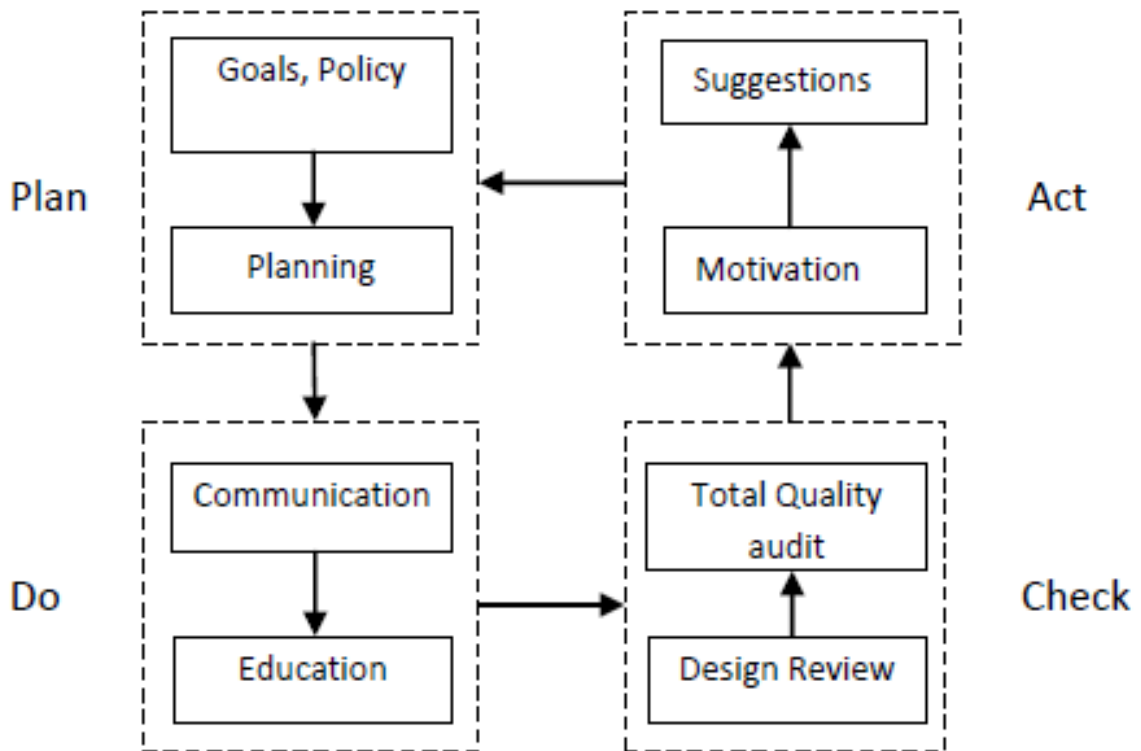 Goals, Policy
Suggestions
Plan
Act
Planning
Motivation
Communication
Total Quality
audit
Do
Check
Education
Design Review